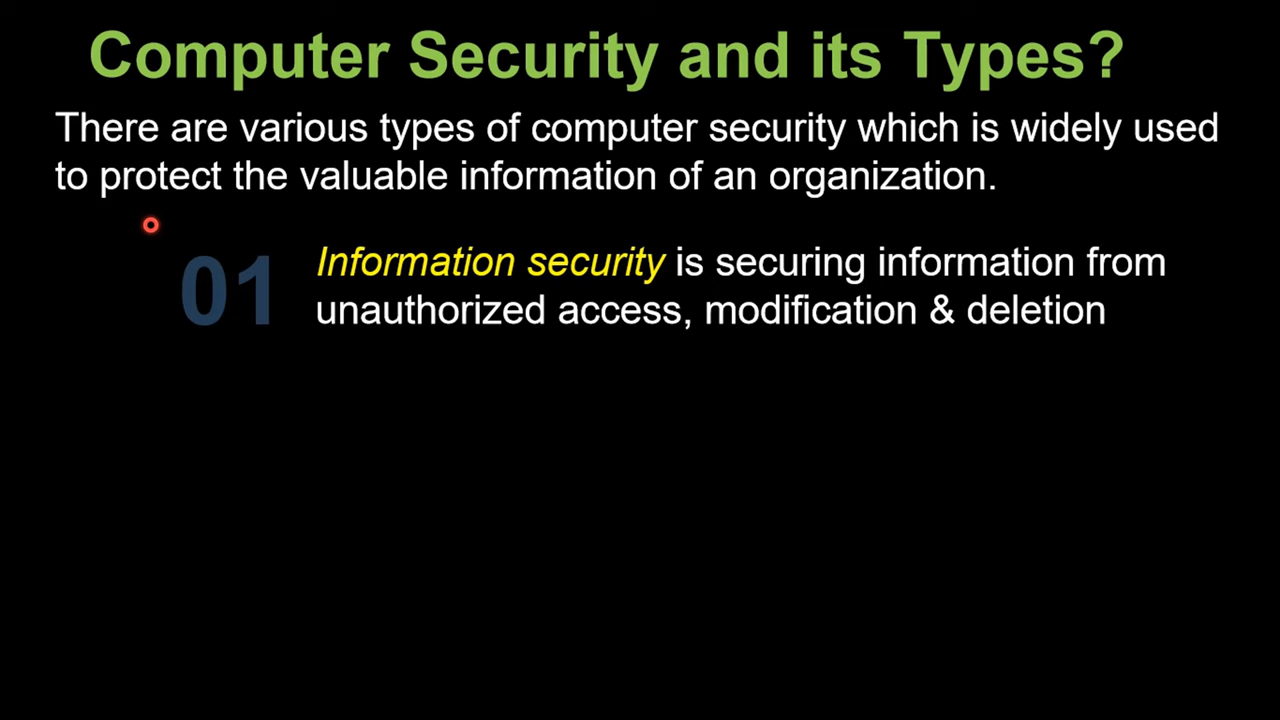 Computer Security and its Types?
There are various types of computer security which is widely used
to protect the valuable information of an organization.
01
Information security is securing information from
unauthorized access, modification & deletion